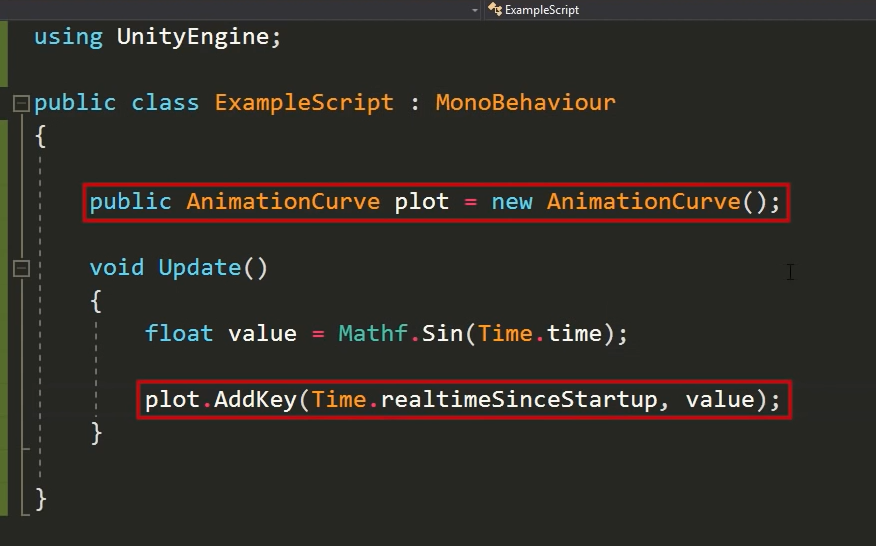 ExampleScript
using UnityEngine;
public class ExampleScript : MonoBehaviour
{
public AnimationCurve plot = new AnimationCurve();
void Update()
{
float value = Mathf.Sin(Time.time);
plot.AddKey(Time.realtimeSinceStartup, value);
}
}